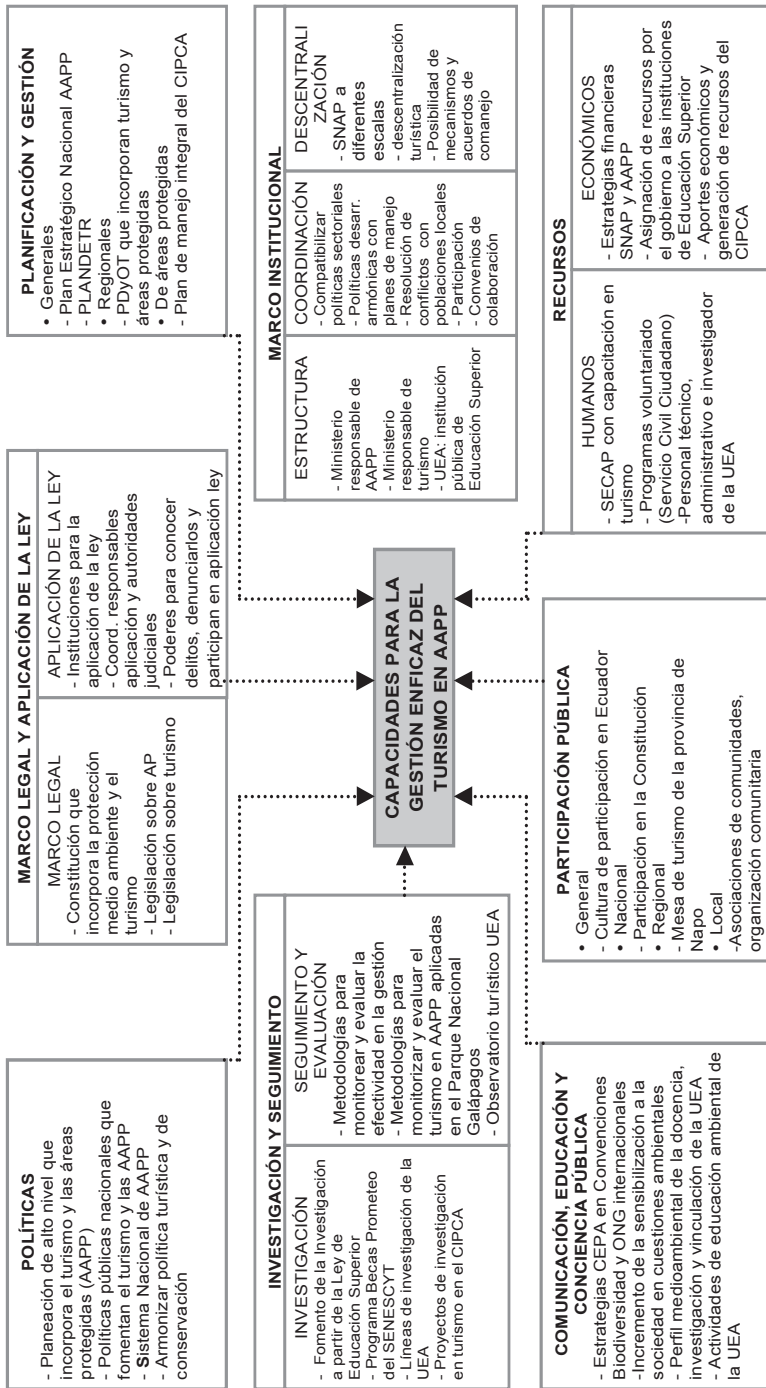 POLÍTICAS
- Planeación de alto nivel que
incorpora el turismo y las áreas
protegidas (AAPP)
- Políticas públicas nacionales que
fomentan el turismo y las AAPP
- Sistema Nacional de AAPP
- Armonizar política turística y de
conservación
MARCO LEGAL Y APLICACIÓN DE LA LEY
MARCO LEGAL
- Constitución que
incorpora la protección
medio ambiente y el
turismo
- Legislación sobre AP
- Legislación sobre turismo
APLICACIÓN DE LA LEY
- Instituciones para la
aplicación de la ley
- Coord. responsables
aplicación y autoridades
judiciales
- Poderes para conocer
delitos, denunciarlos y
participan en aplicación ley
PLANIFICACIÓN Y GESTIÓN
• Generales
- Plan Estratégico Nacional AAPP
- PLANDETR
• Regionales
- PDyOT que incorporan turismo y
áreas protegidas
• De áreas protegidas
- Plan de manejo integral del CIPCA
INVESTIGACIÓN Y SEGUIMIENTO
INVESTIGACIÓN
- Fomento de la Investigación
a partir de la Ley de
Educación Superior
- Programa Becas Prometeo
del SENESCYT
- Líneas de investigación de la
UEA
- Proyectos de investigación
en turismo en el CIPCA
SEGUIMIENTO Y
EVALUACIÓN
- Metodologías para
monitorear y evaluar la
efectividad en la gestión
- Metodologías para
monitorizar y evaluar el
turismo en AAPP aplicadas
en el Parque Nacional
Galápagos
- Observatorio turístico UEA
CAPACIDADES PARA LA
GESTIÓN ENFICAZ DEL
TURISMO EN AAPP
MARCO INSTITUCIONAL
ESTRUCTURA
- Ministerio
responsable de
AAPP
- Ministerio
responsable de
turismo
- UEA: institución
pública de
Educación Superior
COORDINACIÓN
- Compatibilizar
políticas sectoriales
- Políticas desarr.
armónicas con
planes de manejo
- Resolución de
conflictos con
poblaciones locales
- Participación
- Convenios de
colaboración
DESCENTRALI
ZACIÓN
- SNAP a
diferentes
escalas
- descentralización
turística
- Posibilidad de
mecanismos y
acuerdos de
comanejo
COMUNICACIÓN, EDUCACIÓN Y
CONCIENCIA PÚBLICA
- Estrategias CEPA en Convenciones
Biodiversidad y ONG internacionales
-Incremento de la sensibilización a la
sociedad en cuestiones ambientales
- Perfil medioambiental de la docencia,
investigación y vinculación de la UEA
- Actividades de educación ambiental de
la UEA
PARTICIPACIÓN PÚBLICA
• General
- Cultura de participación en Ecuador
• Nacional
- Participación en la Constitución
• Regional
- Mesa de turismo de la provincia de
Napo
• Local
-Asociaciones de comunidades,
organización comunitaria
RECURSOS
HUMANOS
- SECAP con capacitación en
turismo
- Programas voluntariado
(Servicio Civil Ciudadano)
-Personal técnico,
administrativo e investigador
de la UEA
ECONÓMICOS
- Estrategias financieras
SNAP y AAPP
- Asignación de recursos por
el gobierno a las instituciones
de Educación Superior
- Aportes económicos y
generación de recursos del
CIPCA